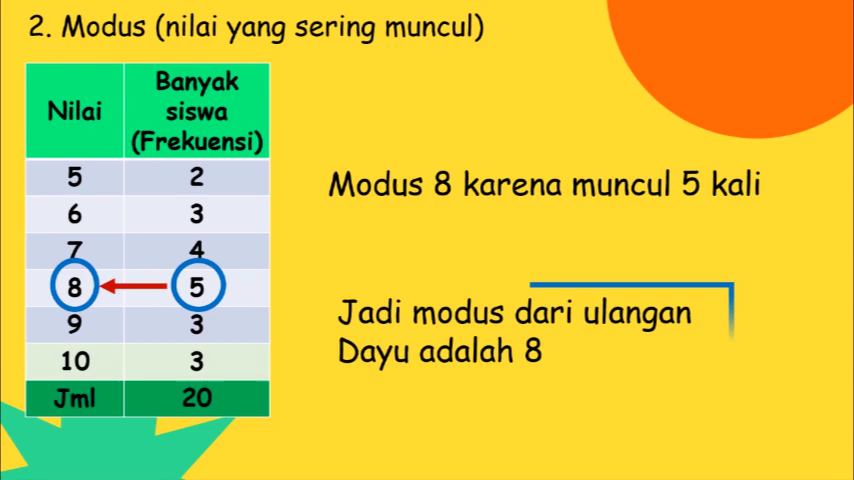 2. Modus (nilai yang sering muncul)
Nilai
Banyak
siswa
(Frekuensi)
5 2
6 3
7 4
8 5
9 3
10 3
Jml 20
Modus 8 karena muncul 5 kali
Jadi modus dari ulangan
Dayu adalah 8